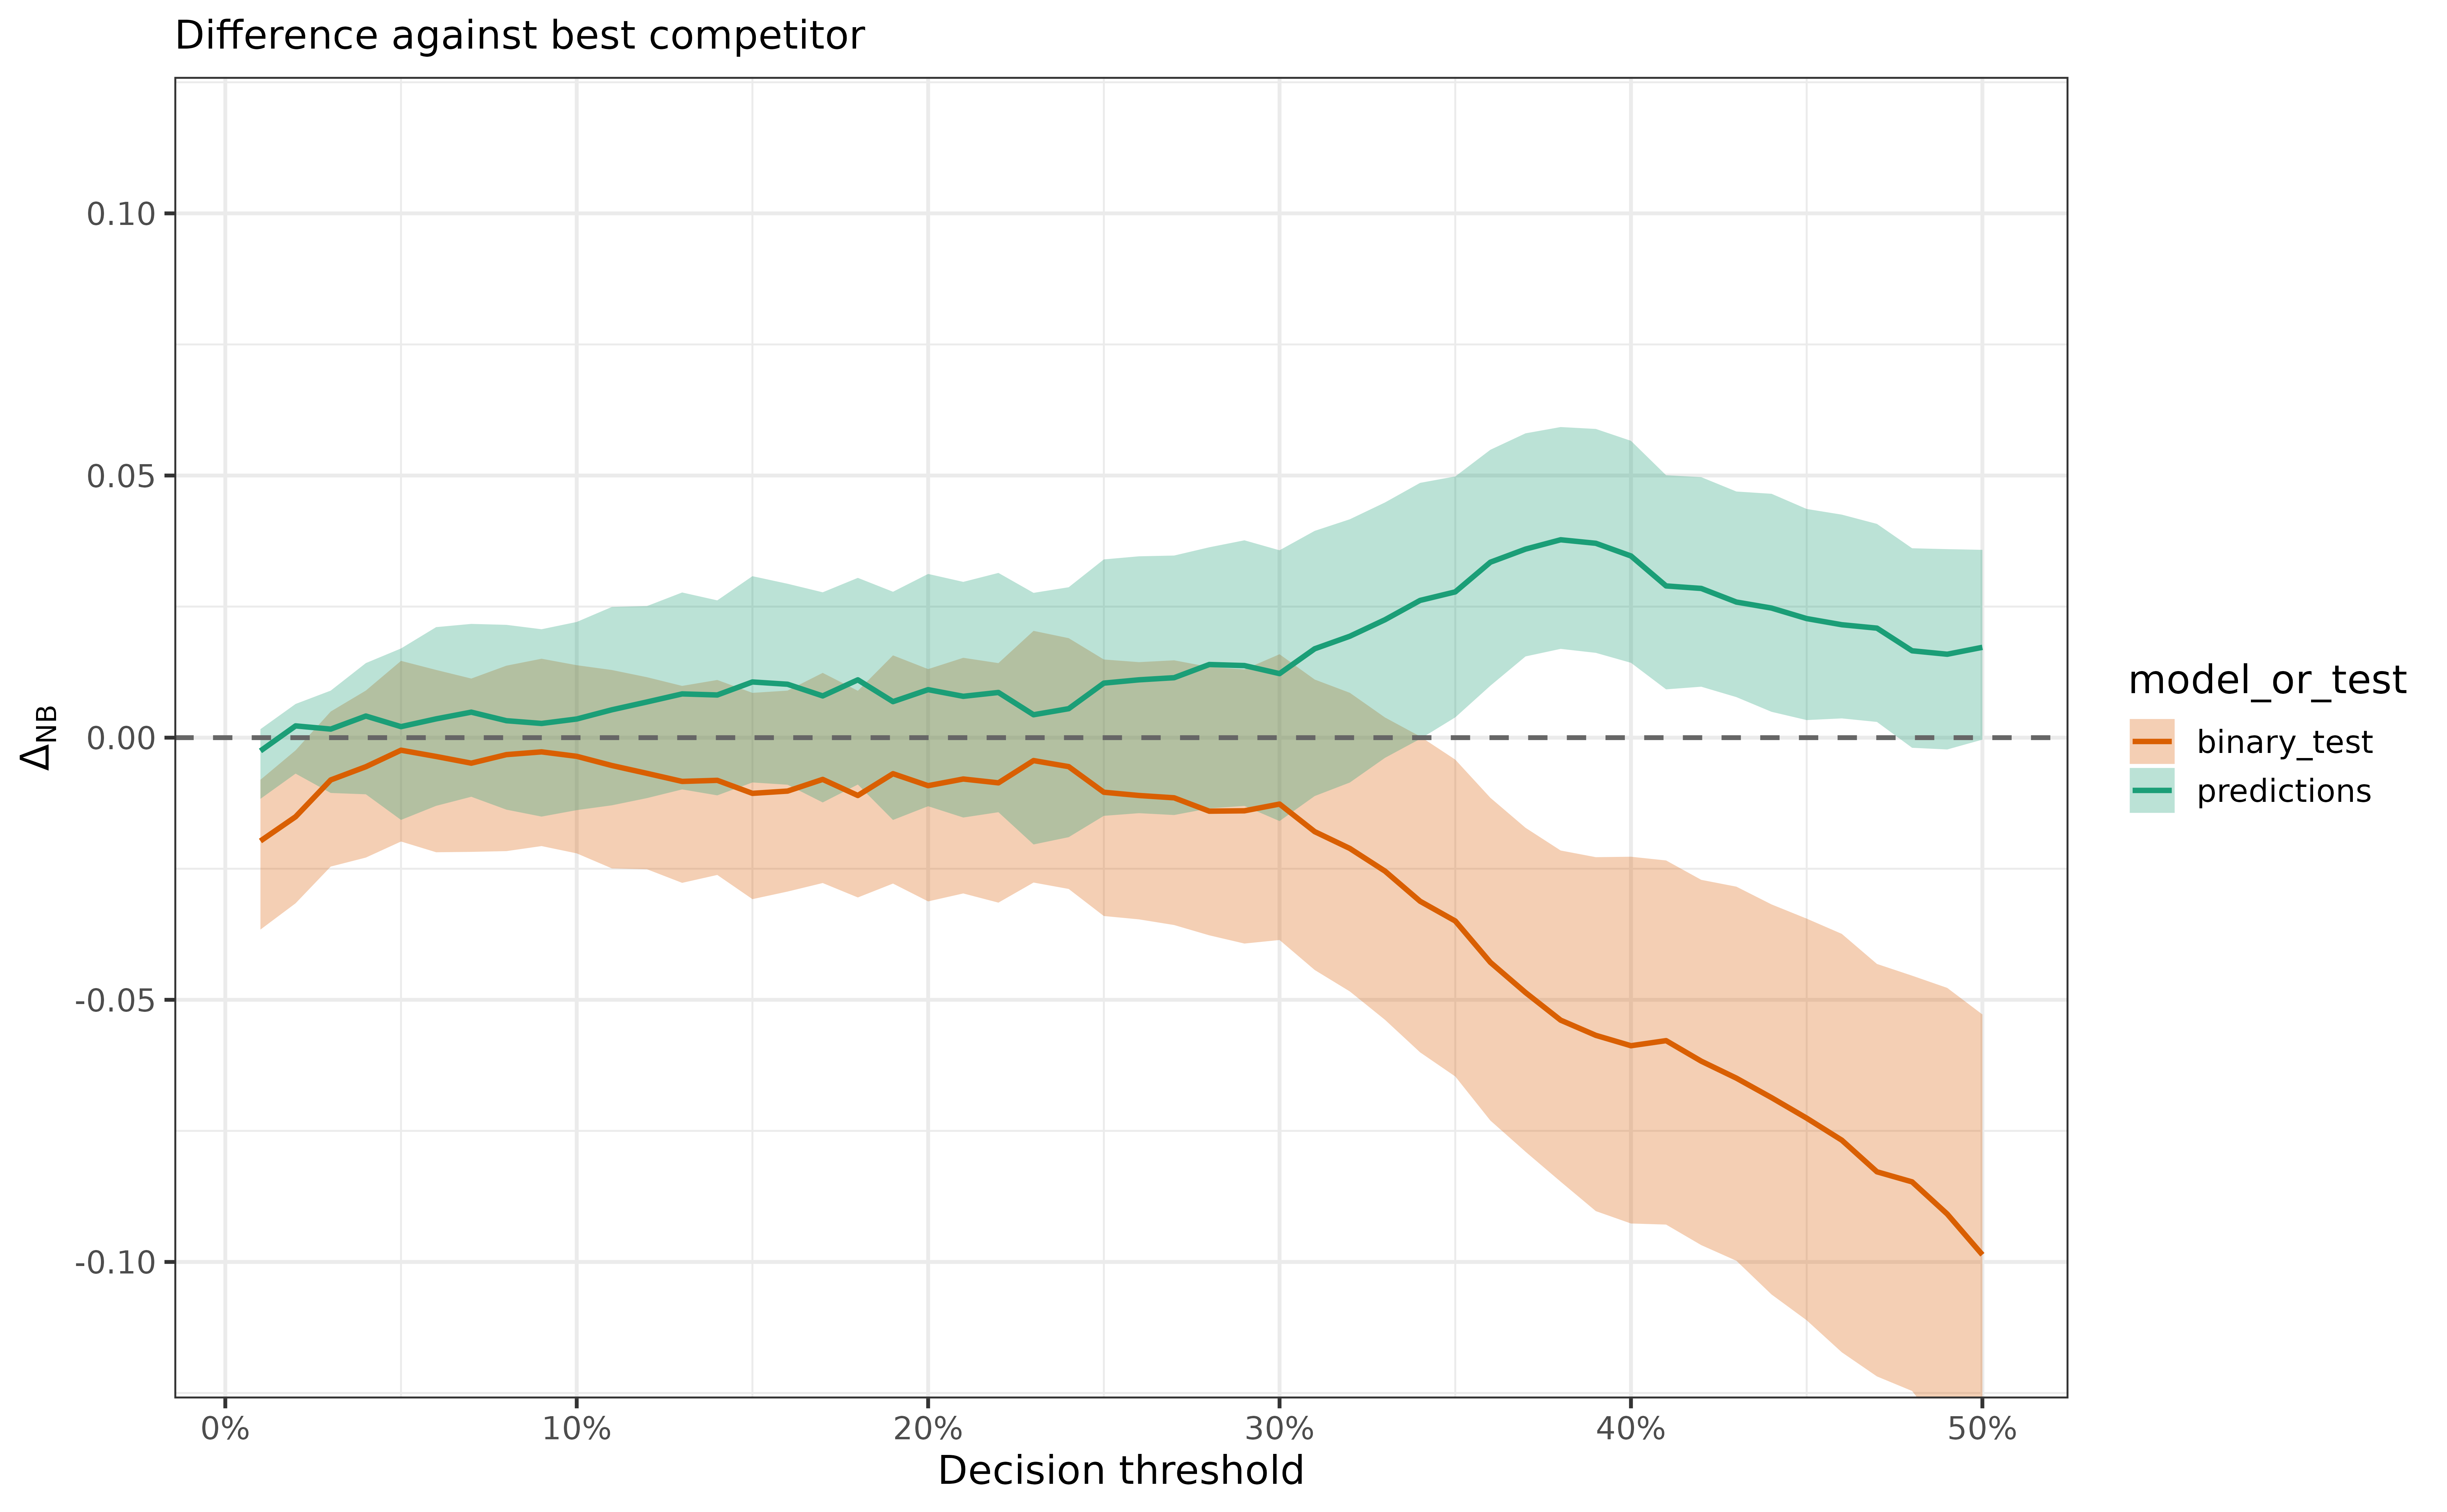 Difference against best competitor
0.10
0.05
0.00
-0.05
-0.10
ΔNB
0%
10%
20%
30%
40%
50%
Decision threshold
model_or_test
binary_test
predictions